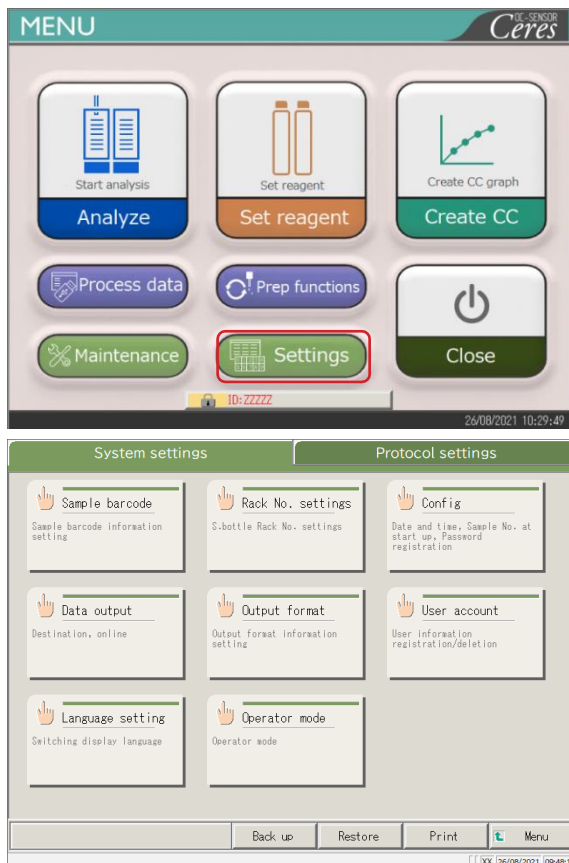 MENU
OC-SENSOR
Ceres
Start analysis
Analyze
Set reagent
Set reagent
Create CC graph
Create CC
Process data
Prep functions
Maintenance
Settings
Close
ID:ZZZZZ
26/08/2021 10:29:49
System settings
Protocol settings
Sample barcode
Sample barcode information
setting
Rack No. settings
S.bottle Rack No. settings
Config
Date and time, Sample No. at
start up, Password
registration
Data output
Destination, online
Output format
Output format information
setting
User account
User information
registration/deletion
Language setting
Switching display language
Operator mode
Operator mode
Back up
Restore
Print
Menu
XX 26/08/2021